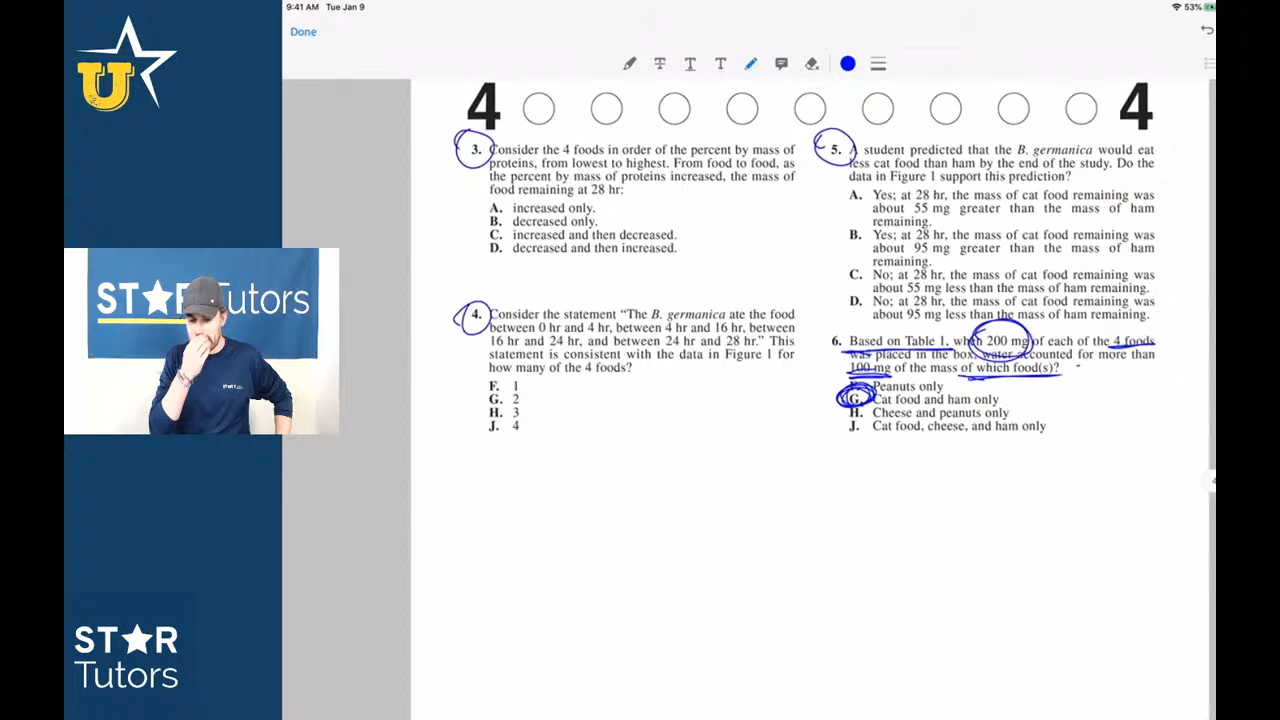 9:41 AM Tue Jan 9
53%
Done
U
4
4
3. Consider the 4 foods in order of the percent by mass of
proteins, from lowest to highest. From food to food, as
the percent by mass of proteins increased, the mass of
food remaining at 28 hr:
A. increased only.
B. decreased only.
C. increased and then decreased.
D. decreased and then increased.
4. Consider the statement “The B. germanica ate the food
between 0 hr and 4 hr, between 4 hr and 16 hr, between
16 hr and 24 hr, and between 24 hr and 28 hr.” This
statement is consistent with the data in Figure 1 for
how many of the 4 foods?
F. 1
G. 2
H. 3
J. 4
5. A student predicted that the B. germanica would eat
less cat food than ham by the end of the study. Do the
data in Figure 1 support this prediction?
A. Yes; at 28 hr, the mass of cat food remaining was
about 55 mg greater than the mass of ham
remaining.
B. Yes; at 28 hr, the mass of cat food remaining was
about 95 mg greater than the mass of ham
remaining.
C. No; at 28 hr, the mass of cat food remaining was
about 55 mg less than the mass of ham remaining.
D. No; at 28 hr, the mass of cat food remaining was
about 95 mg less than the mass of ham remaining.
6. Based on Table 1, when 200 mg of each of the 4 foods
was placed in the box, water accounted for more than
100 mg of the mass of which food(s)?
F. Peanuts only
G. Cat food and ham only
H. Cheese and peanuts only
J. Cat food, cheese, and ham only
STAR Tutors
STAR
Tutors